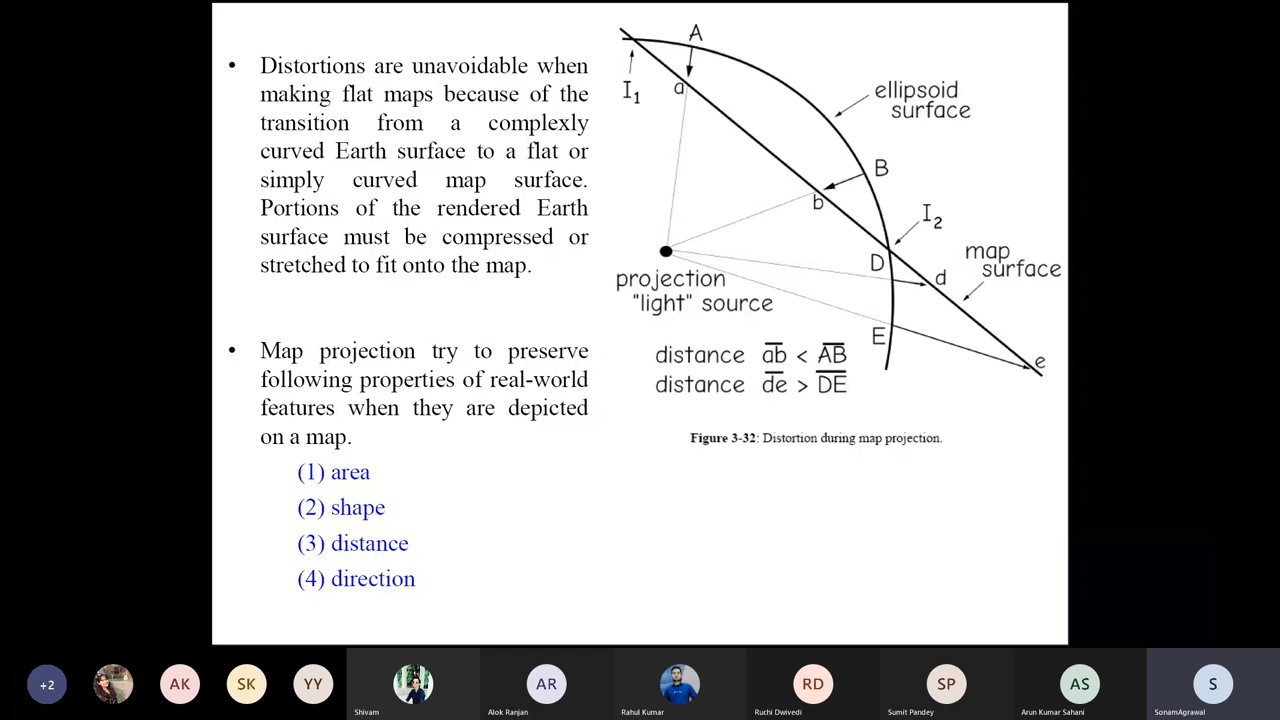 • Distortions are unavoidable when
making flat maps because of the
transition from a complexly
curved Earth surface to a flat or
simply curved map surface.
Portions of the rendered Earth
surface must be compressed or
stretched to fit onto the map.
• Map projection try to preserve
following properties of real-world
features when they are depicted
on a map.
(1) area
(2) shape
(3) distance
(4) direction
A
a
I1
ellipsoid
surface
B
b
I2
D
d
map
surface
projection
"light" source
E
e
distance ab < AB
distance de > DE
Figure 3-32: Distortion during map projection.
+2
AK
SK
YY
Shivam
AR
Alok Ranjan
Rahul Kumar
RD
Ruchi Dwivedi
SP
Sumit Pandey
AS
Arun Kumar Sahani
S
SonamAgrawal